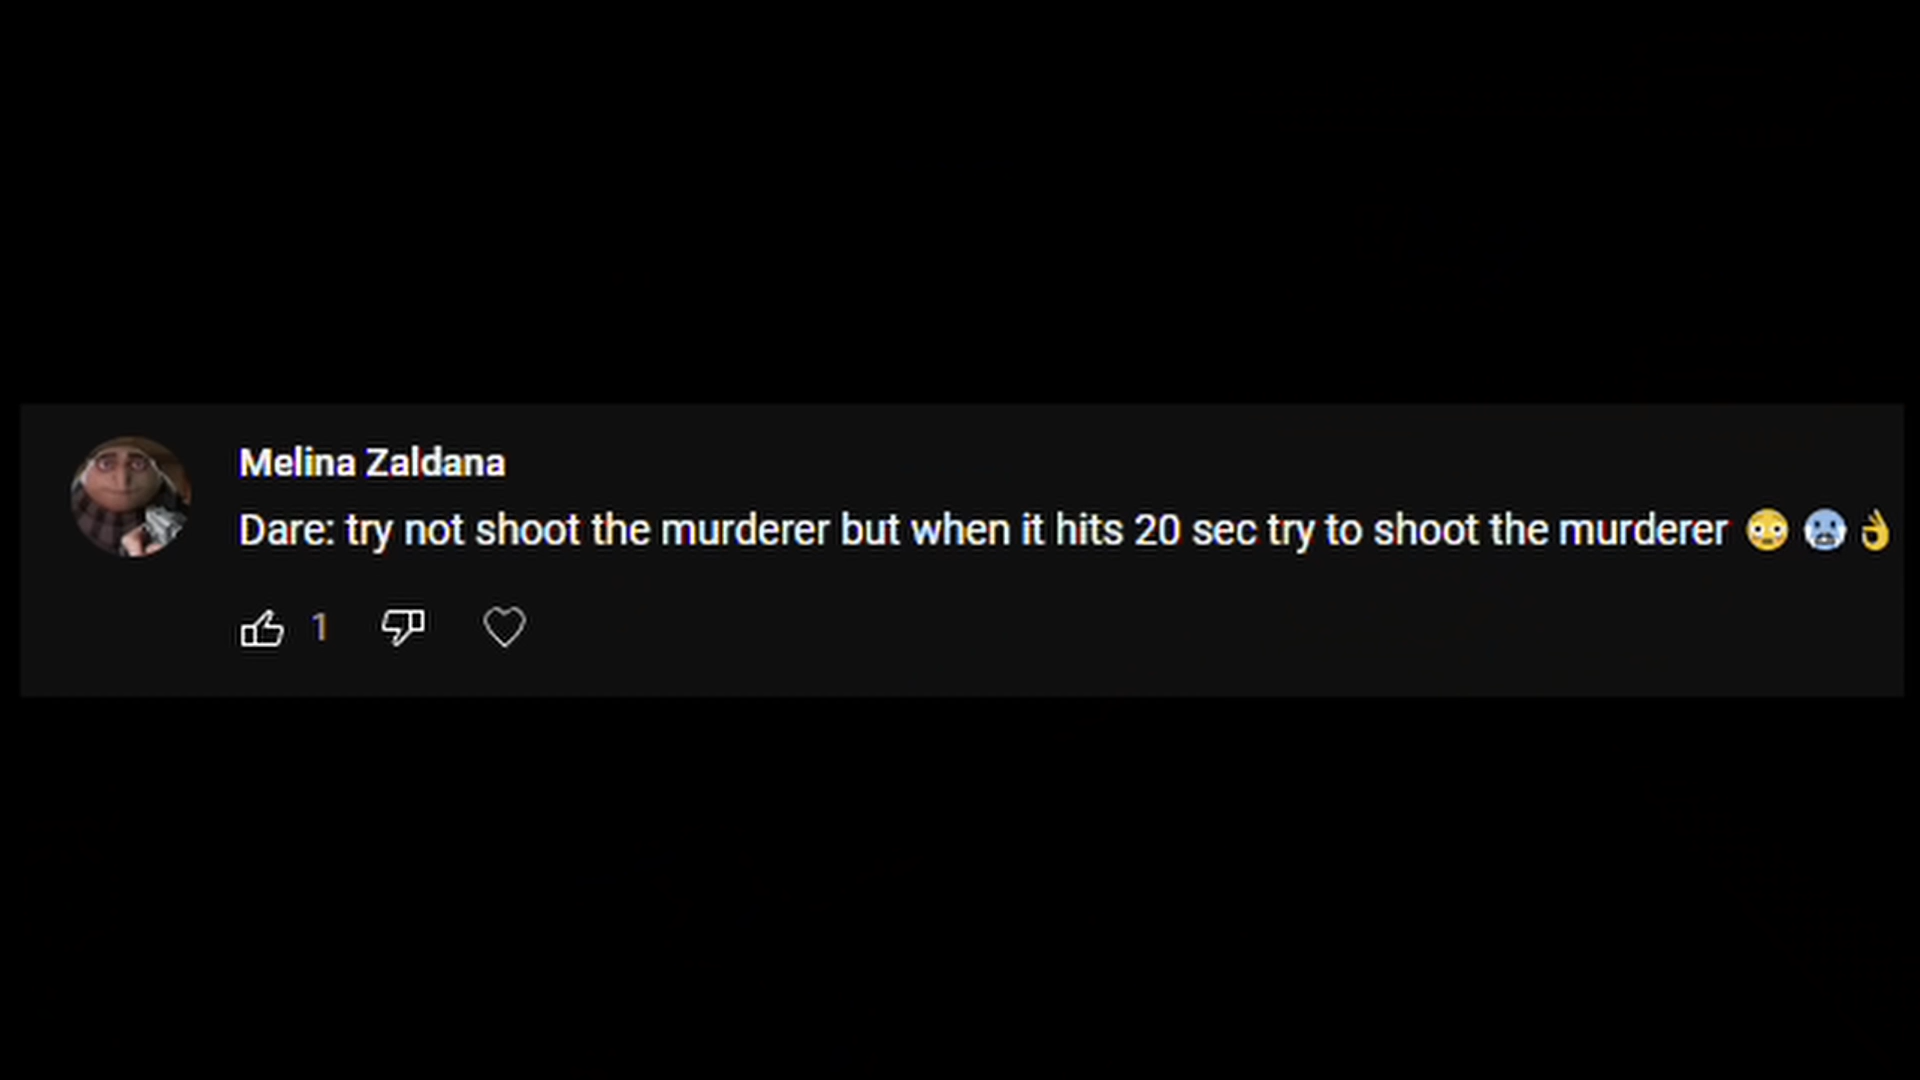 Melina Zaldana
Dare: try not shoot the murderer but when it hits 20 sec try to shoot the murderer 😳 🥶👌
1